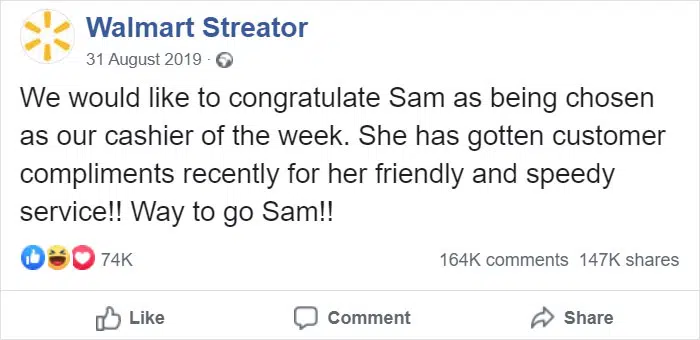 Walmart Streator
31 August 2019 ·
We would like to congratulate Sam as being chosen
as our cashier of the week. She has gotten customer
compliments recently for her friendly and speedy
service!! Way to go Sam!!
74K 164K comments 147K shares
Like Comment Share